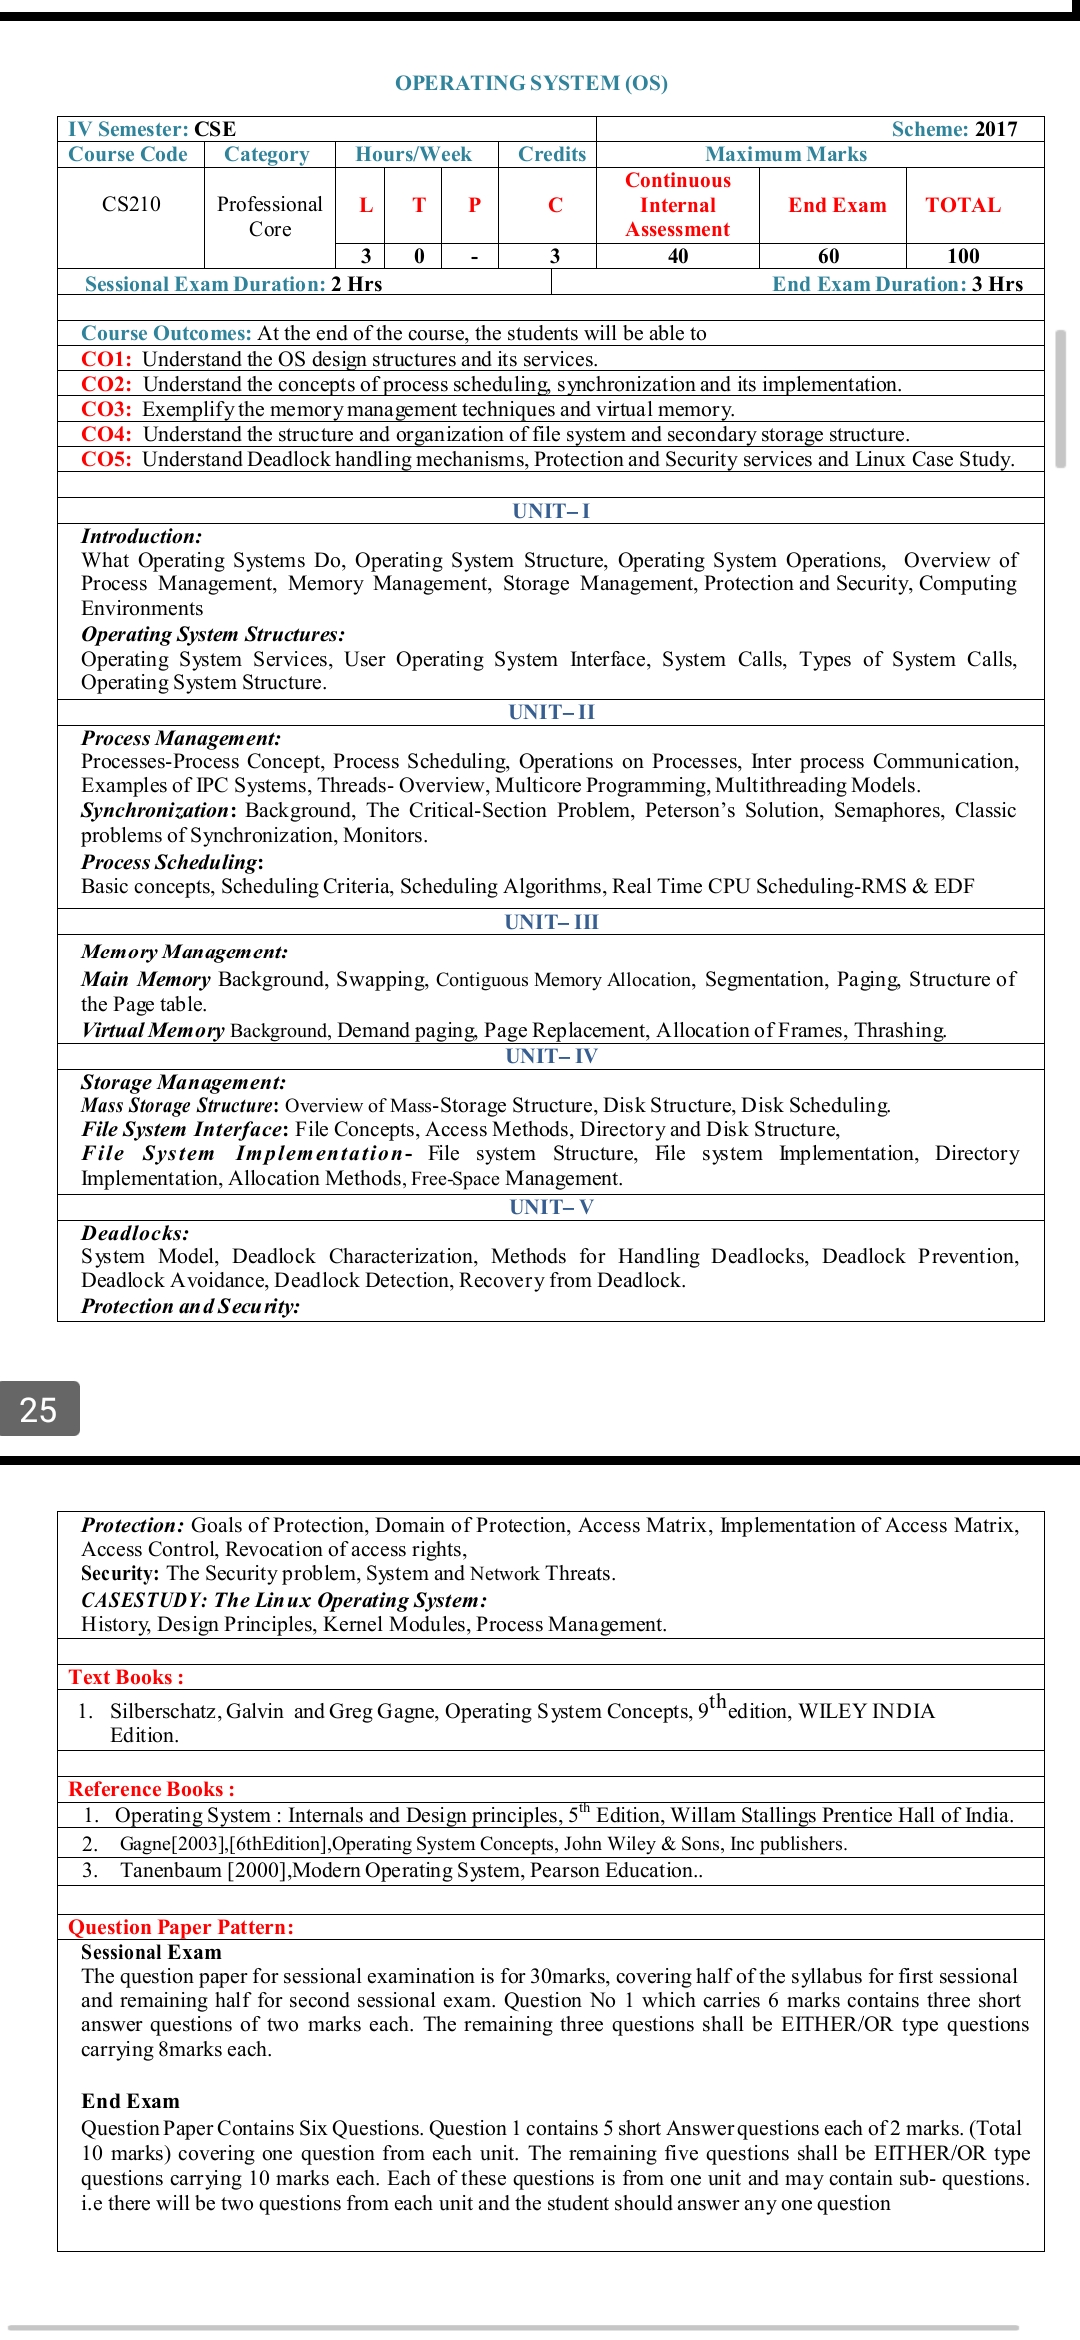 OPERATING SYSTEM (OS)
IV Semester: CSE Scheme: 2017
Course Code Category Hours/Week Credits Maximum Marks
CS210 Professional Core L T P C Continuous Internal Assessment End Exam TOTAL
3 0 - 3 40 60 100
Sessional Exam Duration: 2 Hrs End Exam Duration: 3 Hrs
Course Outcomes: At the end of the course, the students will be able to
CO1: Understand the OS design structures and its services.
CO2: Understand the concepts of process scheduling, synchronization and its implementation.
CO3: Exemplify the memory management techniques and virtual memory.
CO4: Understand the structure and organization of file system and secondary storage structure.
CO5: Understand Deadlock handling mechanisms, Protection and Security services and Linux Case Study.
UNIT– I
Introduction:
What Operating Systems Do, Operating System Structure, Operating System Operations, Overview of
Process Management, Memory Management, Storage Management, Protection and Security, Computing
Environments
Operating System Structures:
Operating System Services, User Operating System Interface, System Calls, Types of System Calls,
Operating System Structure.
UNIT– II
Process Management:
Processes-Process Concept, Process Scheduling, Operations on Processes, Inter process Communication,
Examples of IPC Systems, Threads- Overview, Multicore Programming, Multithreading Models.
Synchronization: Background, The Critical-Section Problem, Peterson’s Solution, Semaphores, Classic
problems of Synchronization, Monitors.
Process Scheduling:
Basic concepts, Scheduling Criteria, Scheduling Algorithms, Real Time CPU Scheduling-RMS & EDF
UNIT– III
Memory Management:
Main Memory Background, Swapping, Contiguous Memory Allocation, Segmentation, Paging, Structure of
the Page table.
Virtual Memory Background, Demand paging, Page Replacement, Allocation of Frames, Thrashing.
UNIT– IV
Storage Management:
Mass Storage Structure: Overview of Mass-Storage Structure, Disk Structure, Disk Scheduling.
File System Interface: File Concepts, Access Methods, Directory and Disk Structure,
File System Implementation- File system Structure, File system Implementation, Directory
Implementation, Allocation Methods, Free-Space Management.
UNIT– V
Deadlocks:
System Model, Deadlock Characterization, Methods for Handling Deadlocks, Deadlock Prevention,
Deadlock Avoidance, Deadlock Detection, Recovery from Deadlock.
Protection and Security:
25
Protection: Goals of Protection, Domain of Protection, Access Matrix, Implementation of Access Matrix,
Access Control, Revocation of access rights,
Security: The Security problem, System and Network Threats.
CASESTUDY: The Linux Operating System:
History, Design Principles, Kernel Modules, Process Management.
Text Books :
1. Silberschatz, Galvin and Greg Gagne, Operating System Concepts, 9th edition, WILEY INDIA
Edition.
Reference Books :
1. Operating System : Internals and Design principles, 5th Edition, Willam Stallings Prentice Hall of India.
2. Gagne[2003],[6thEdition],Operating System Concepts, John Wiley & Sons, Inc publishers.
3. Tanenbaum [2000],Modern Operating System, Pearson Education..
Question Paper Pattern:
Sessional Exam
The question paper for sessional examination is for 30marks, covering half of the syllabus for first sessional
and remaining half for second sessional exam. Question No 1 which carries 6 marks contains three short
answer questions of two marks each. The remaining three questions shall be EITHER/OR type questions
carrying 8marks each.
End Exam
Question Paper Contains Six Questions. Question 1 contains 5 short Answer questions each of 2 marks. (Total
10 marks) covering one question from each unit. The remaining five questions shall be EITHER/OR type
questions carrying 10 marks each. Each of these questions is from one unit and may contain sub- questions.
i.e there will be two questions from each unit and the student should answer any one question